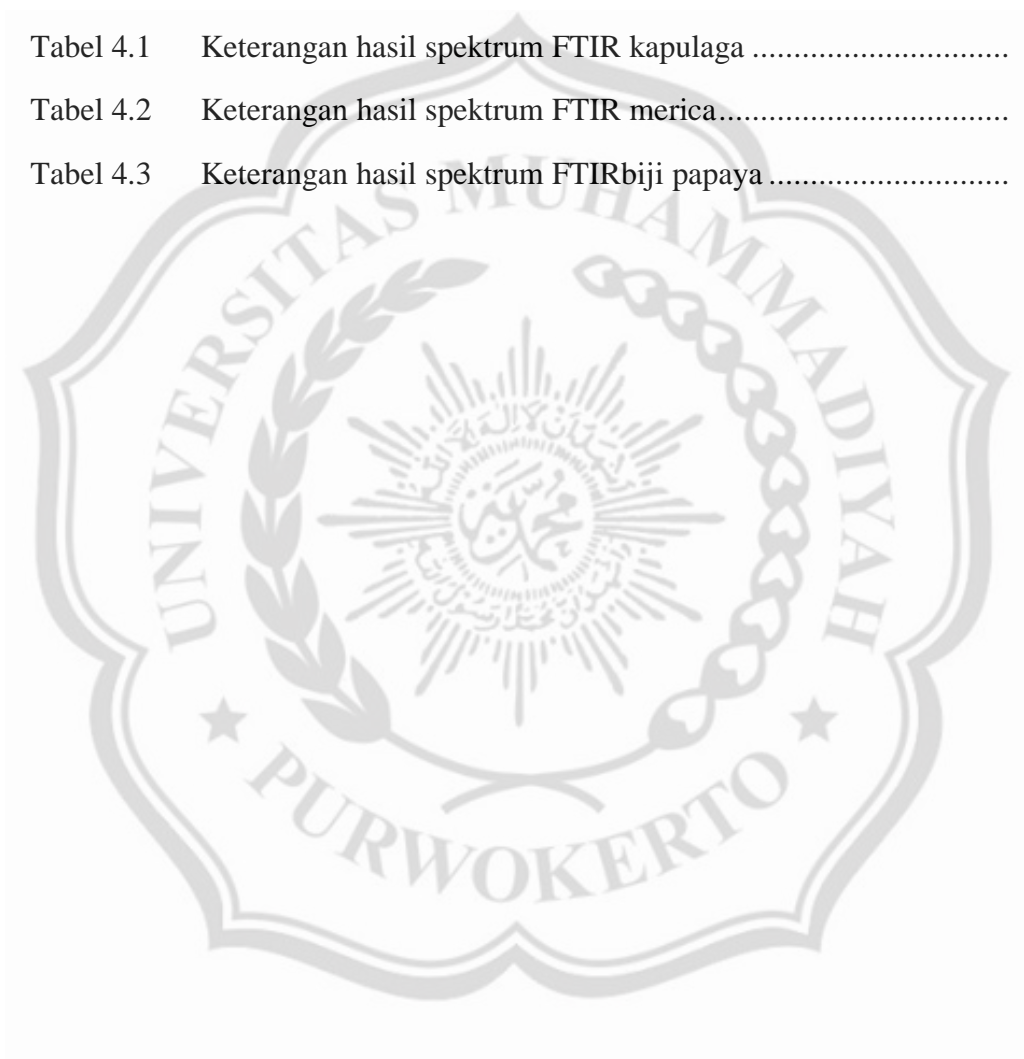 Tabel 4.1 Keterangan hasil spektrum FTIR kapulaga ...............................
Tabel 4.2 Keterangan hasil spektrum FTIR merica...................................
Tabel 4.3 Keterangan hasil spektrum FTIRbiji papaya .............................
UNIVERSITAS MUHAMMADIYAH
★ PURWOKERTO ★